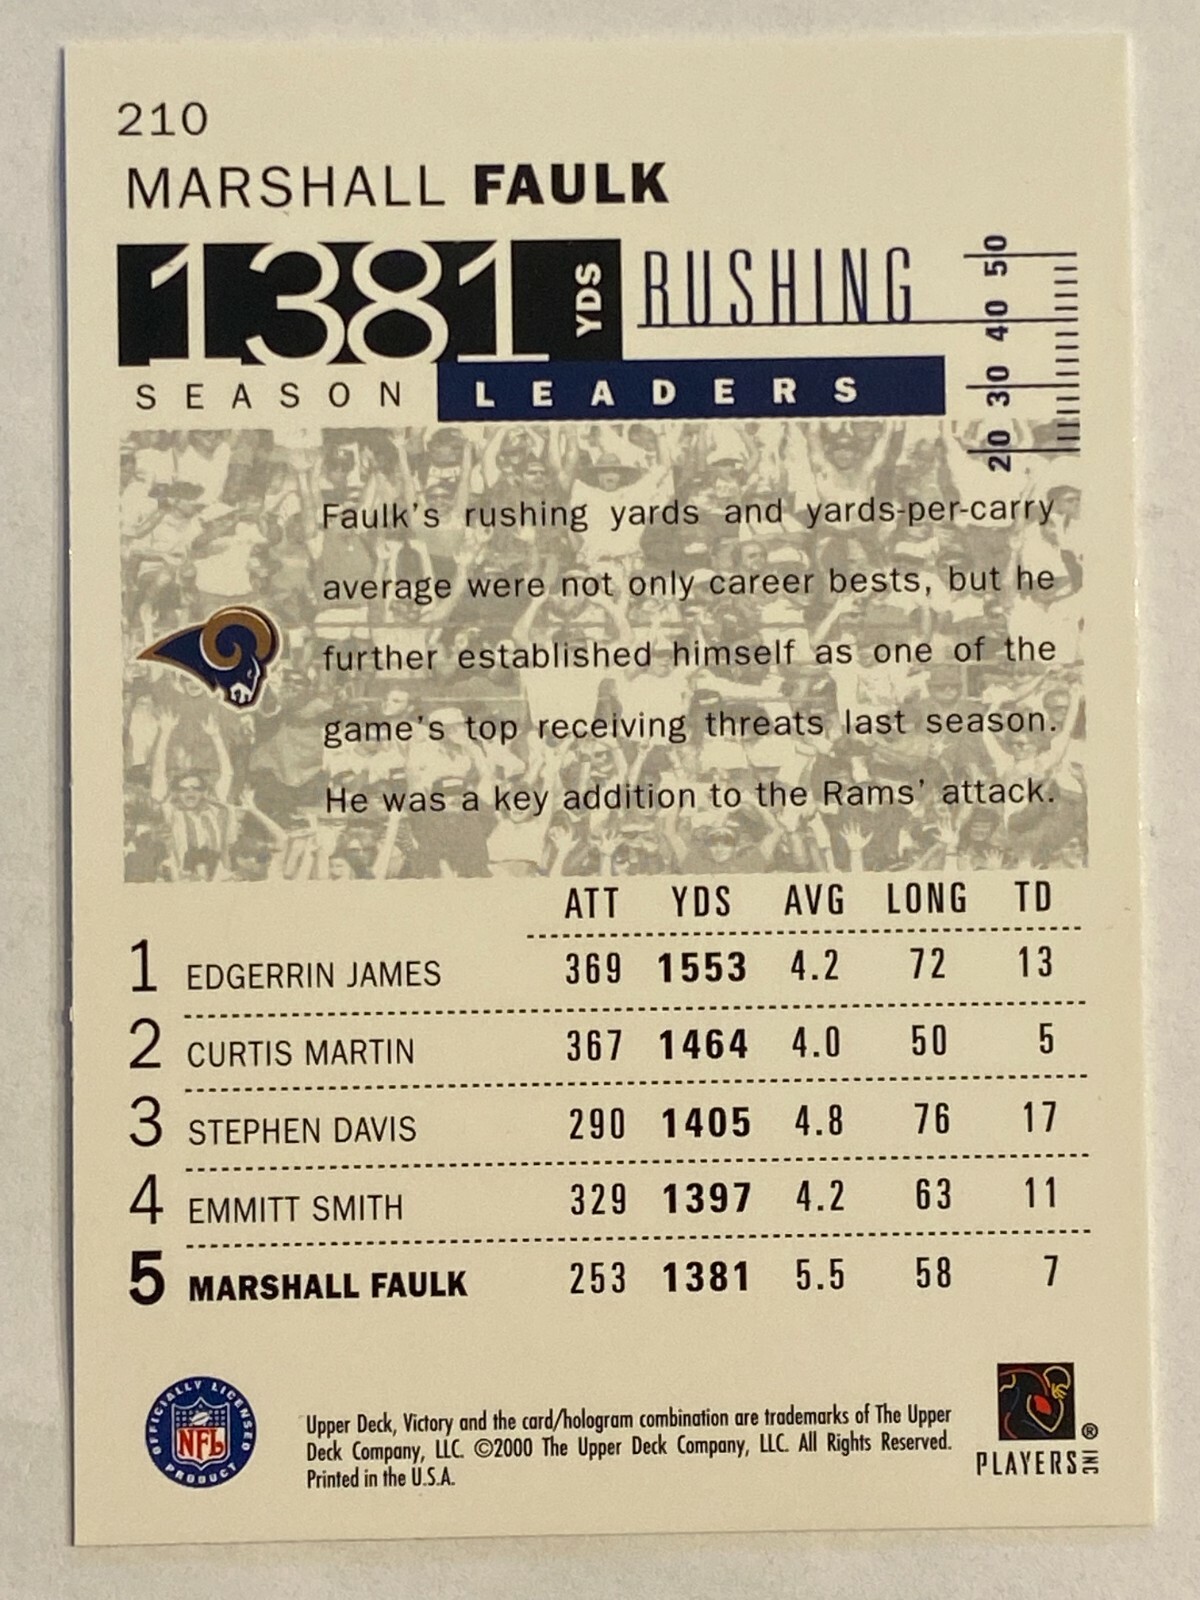 210
MARSHALL FAULK
1381 YDS RUSHING
SEASON LEADERS
20 30 40 50
Faulk's rushing yards and yards-per-carry
average were not only career bests, but he
further established himself as one of the
game's top receiving threats last season.
He was a key addition to the Rams' attack.
ATT YDS AVG LONG TD
1 EDGERRIN JAMES 369 1553 4.2 72 13
2 CURTIS MARTIN 367 1464 4.0 50 5
3 STEPHEN DAVIS 290 1405 4.8 76 17
4 EMMITT SMITH 329 1397 4.2 63 11
5 MARSHALL FAULK 253 1381 5.5 58 7
OFFICIALLY LICENSED
NFL
PRODUCT
Upper Deck, Victory and the card/hologram combination are trademarks of The Upper
Deck Company, LLC. ©2000 The Upper Deck Company, LLC. All Rights Reserved.
Printed in the U.S.A.
PLAYERS INC ®